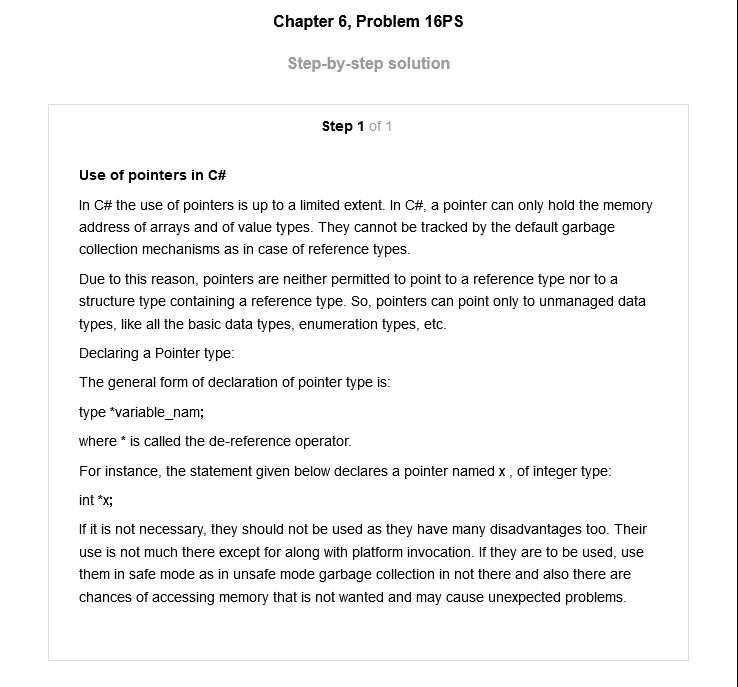 Chapter 6, Problem 16PS
Step-by-step solution
Step 1 of 1
Use of pointers in C#
In C# the use of pointers is up to a limited extent. In C#, a pointer can only hold the memory
address of arrays and of value types. They cannot be tracked by the default garbage
collection mechanisms as in case of reference types.
Due to this reason, pointers are neither permitted to point to a reference type nor to a
structure type containing a reference type. So, pointers can point only to unmanaged data
types, like all the basic data types, enumeration types, etc.
Declaring a Pointer type:
The general form of declaration of pointer type is:
type *variable_nam;
where * is called the de-reference operator.
For instance, the statement given below declares a pointer named x , of integer type:
int *x;
If it is not necessary, they should not be used as they have many disadvantages too. Their
use is not much there except for along with platform invocation. If they are to be used, use
them in safe mode as in unsafe mode garbage collection in not there and also there are
chances of accessing memory that is not wanted and may cause unexpected problems.